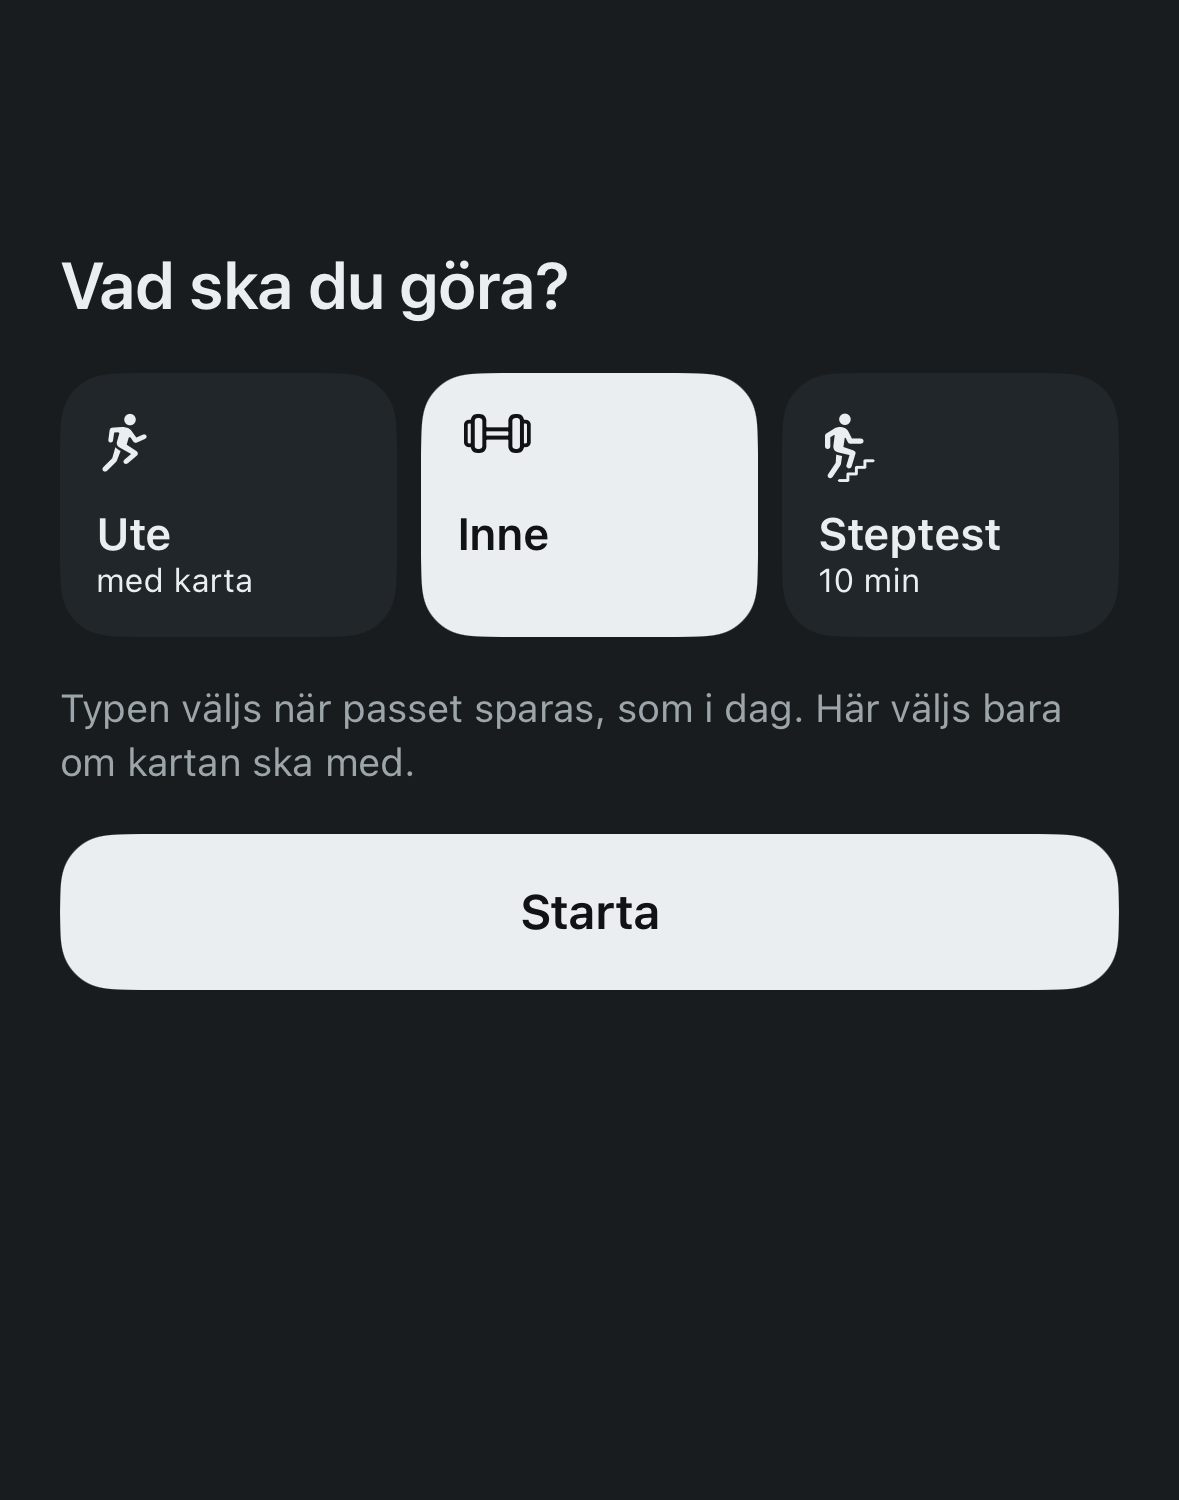 Vad ska du göra?
Ute
med karta
Inne
Steptest
10 min
Typen väljs när passet sparas, som i dag. Här väljs bara
om kartan ska med.
Starta